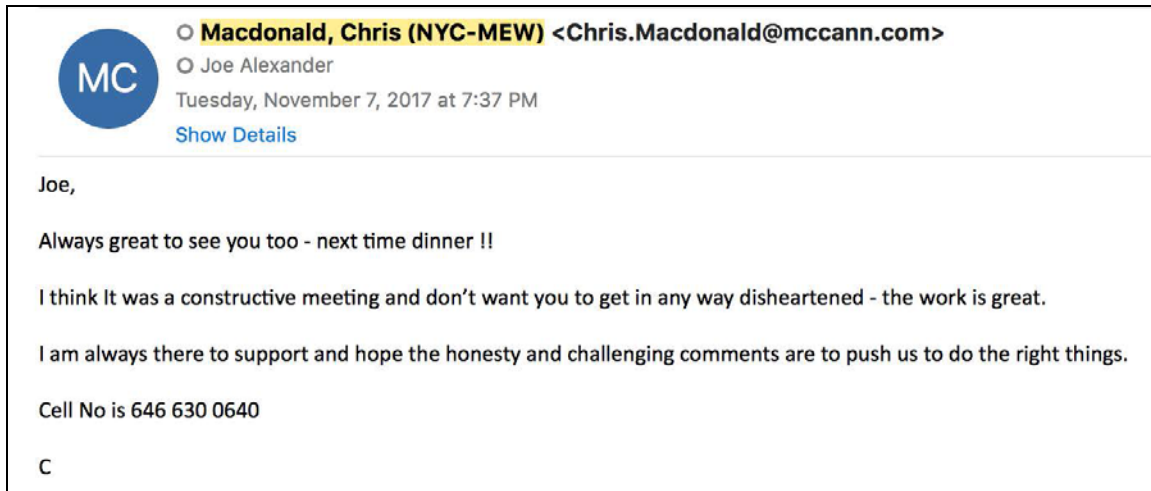 MC
Macdonald, Chris (NYC-MEW) <Chris.Macdonald@mccann.com>
Joe Alexander
Tuesday, November 7, 2017 at 7:37 PM
Show Details
Joe,
Always great to see you too - next time dinner !!
I think It was a constructive meeting and don’t want you to get in any way disheartened - the work is great.
I am always there to support and hope the honesty and challenging comments are to push us to do the right things.
Cell No is 646 630 0640
C